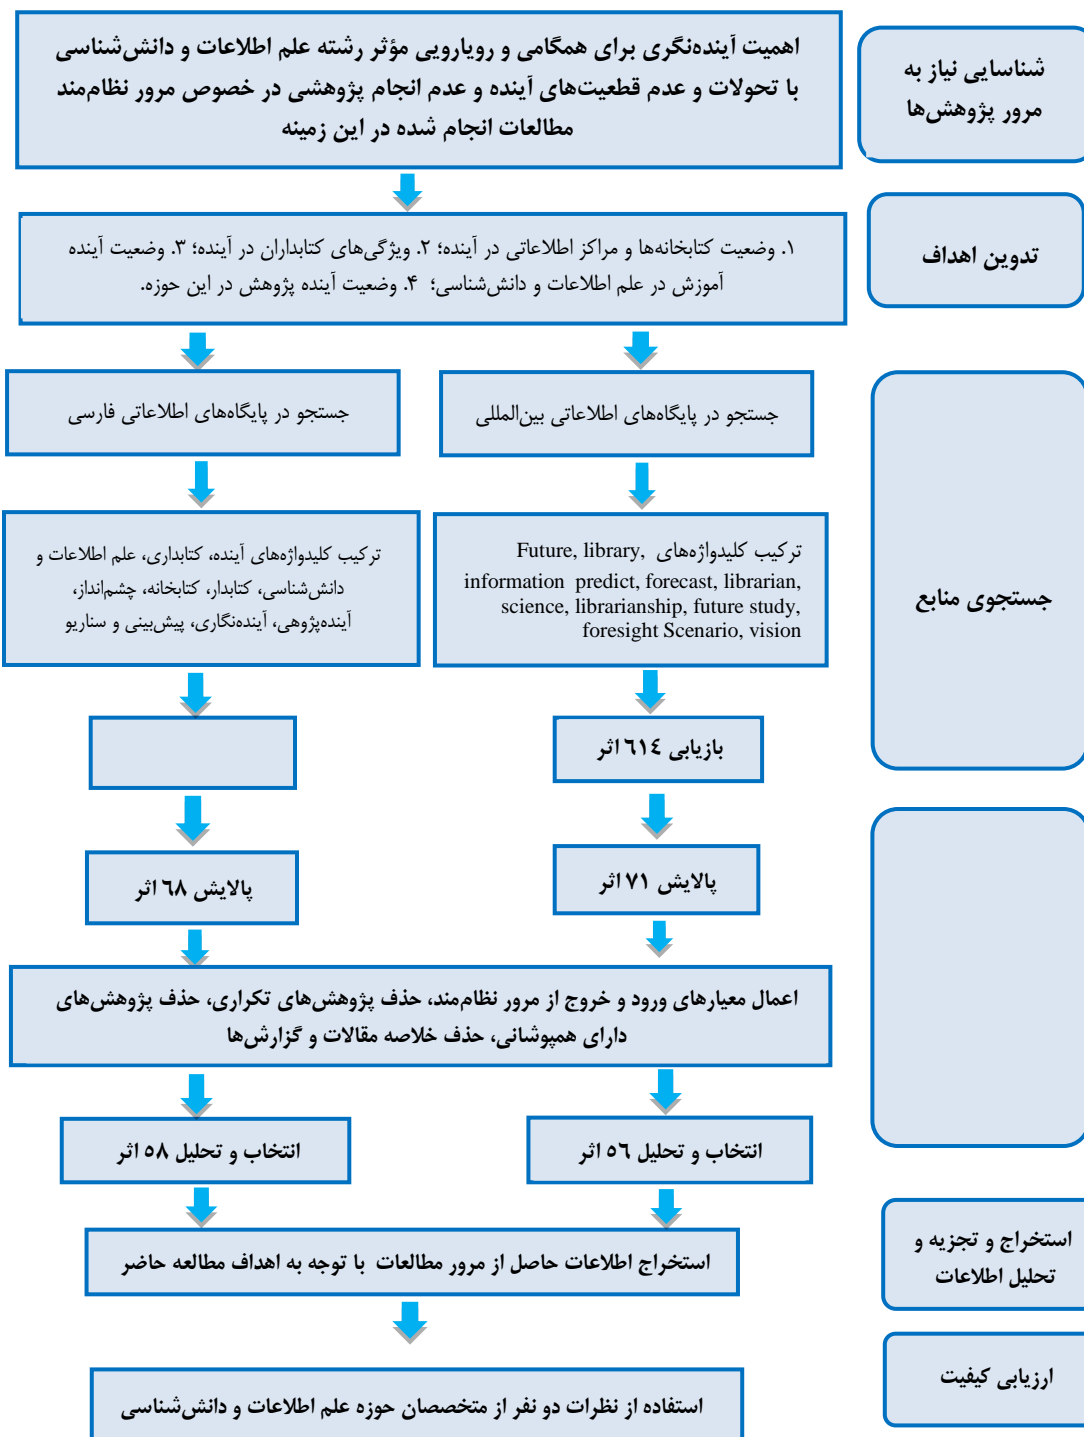 شناسایی نیاز به
مرور پژوهش‌ها
اهمیت آینده‌نگری برای همگامی و رویارویی مؤثر رشته علم اطلاعات و دانش‌شناسی
با تحولات و عدم قطعیت‌های آینده و عدم انجام پژوهشی در خصوص مرور نظام‌مند
مطالعات انجام شده در این زمینه
تدوین اهداف
۱. وضعیت کتابخانه‌ها و مراکز اطلاعاتی در آینده؛ ۲. ویژگی‌های کتابداران در آینده؛ ۳. وضعیت آینده
آموزش در علم اطلاعات و دانش‌شناسی؛ ۴. وضعیت آینده پژوهش در این حوزه.
جستجوی منابع
جستجو در پایگاه‌های اطلاعاتی بین‌المللی
جستجو در پایگاه‌های اطلاعاتی فارسی
ترکیب کلیدواژه‌های Future, library,
information predict, forecast, librarian,
science, librarianship, future study,
foresight Scenario, vision
ترکیب کلیدواژه‌های آینده، کتابداری، علم اطلاعات و
دانش‌شناسی، کتابدار، کتابخانه، چشم‌انداز،
آینده‌پژوهی، آینده‌نگاری، پیش‌بینی و سناریو
بازیابی ٦١٤ اثر
پالایش ٧١ اثر
پالایش ٦٨ اثر
اعمال معیارهای ورود و خروج از مرور نظام‌مند، حذف پژوهش‌های تکراری، حذف پژوهش‌های
دارای همپوشانی، حذف خلاصه مقالات و گزارش‌ها
انتخاب و تحلیل ٥٦ اثر
انتخاب و تحلیل ٥٨ اثر
استخراج و تجزیه و
تحلیل اطلاعات
استخراج اطلاعات حاصل از مرور مطالعات با توجه به اهداف مطالعه حاضر
ارزیابی کیفیت
استفاده از نظرات دو نفر از متخصصان حوزه علم اطلاعات و دانش‌شناسی